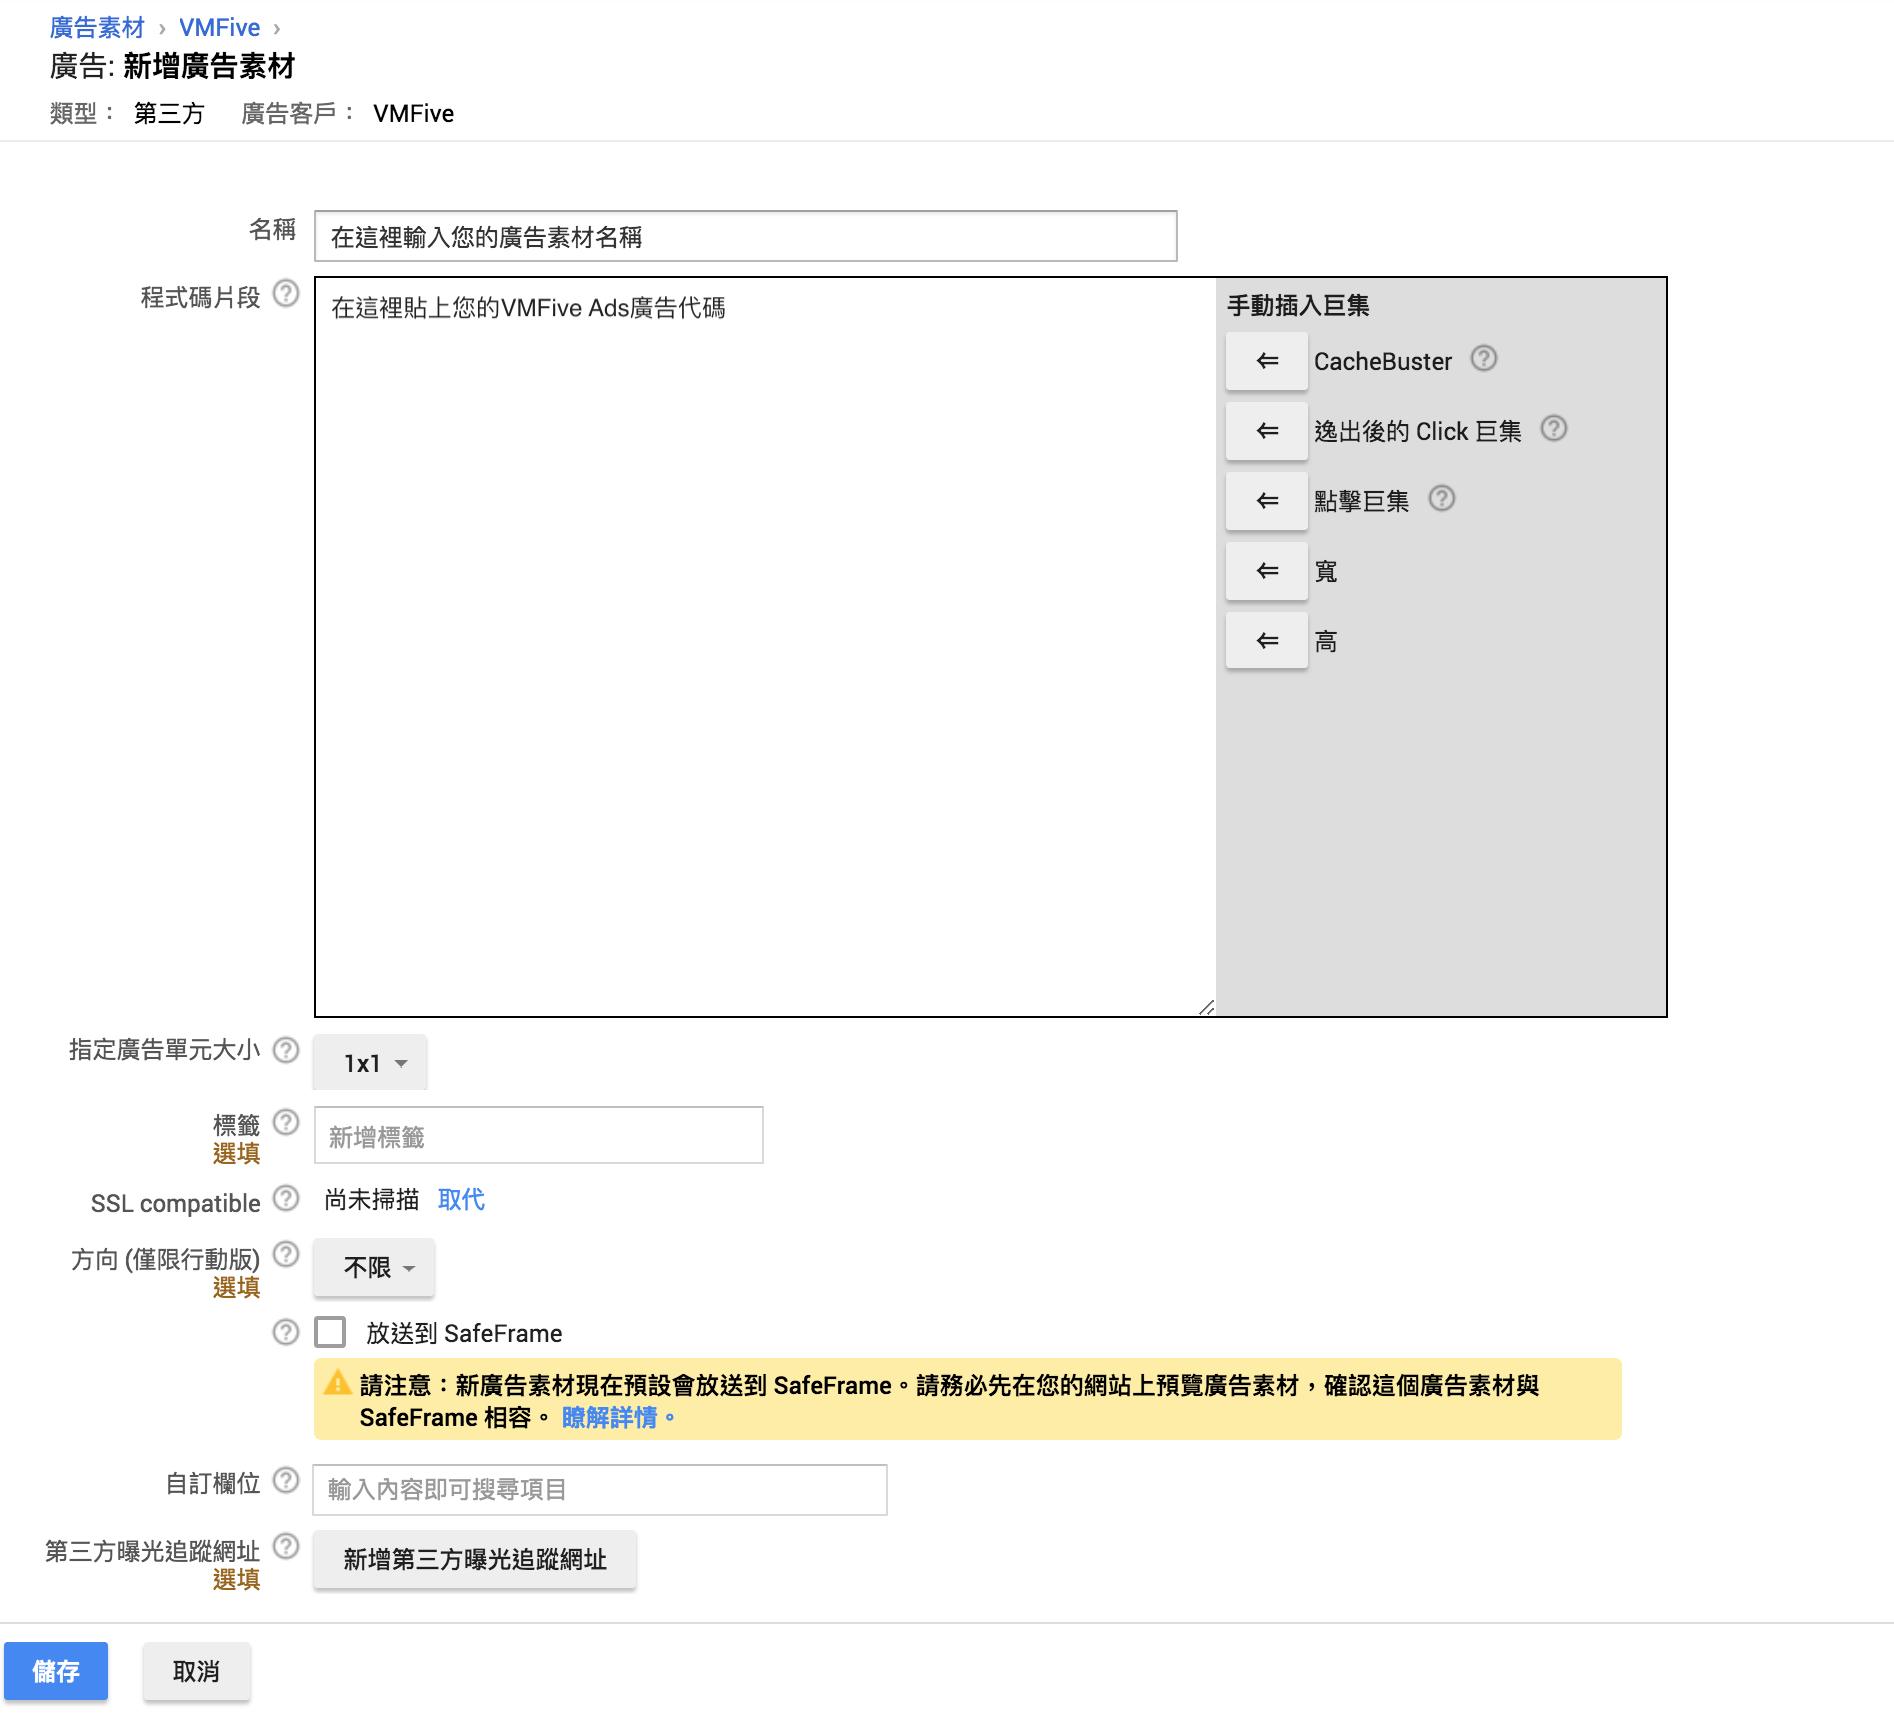 廣告素材 › VMFive ›
廣告: 新增廣告素材
類型： 第三方 廣告客戶： VMFive
名稱 在這裡輸入您的廣告素材名稱
程式碼片段 在這裡貼上您的VMFive Ads廣告代碼
手動插入巨集
⇐ CacheBuster
⇐ 逸出後的 Click 巨集
⇐ 點擊巨集
⇐ 寬
⇐ 高
指定廣告單元大小 1x1
標籤 新增標籤
選填
SSL compatible 尚未掃描 取代
方向 (僅限行動版) 不限
選填
放送到 SafeFrame
請注意：新廣告素材現在預設會放送到 SafeFrame。請務必先在您的網站上預覽廣告素材，確認這個廣告素材與
SafeFrame 相容。 瞭解詳情。
自訂欄位 輸入內容即可搜尋項目
第三方曝光追蹤網址 新增第三方曝光追蹤網址
選填
儲存 取消